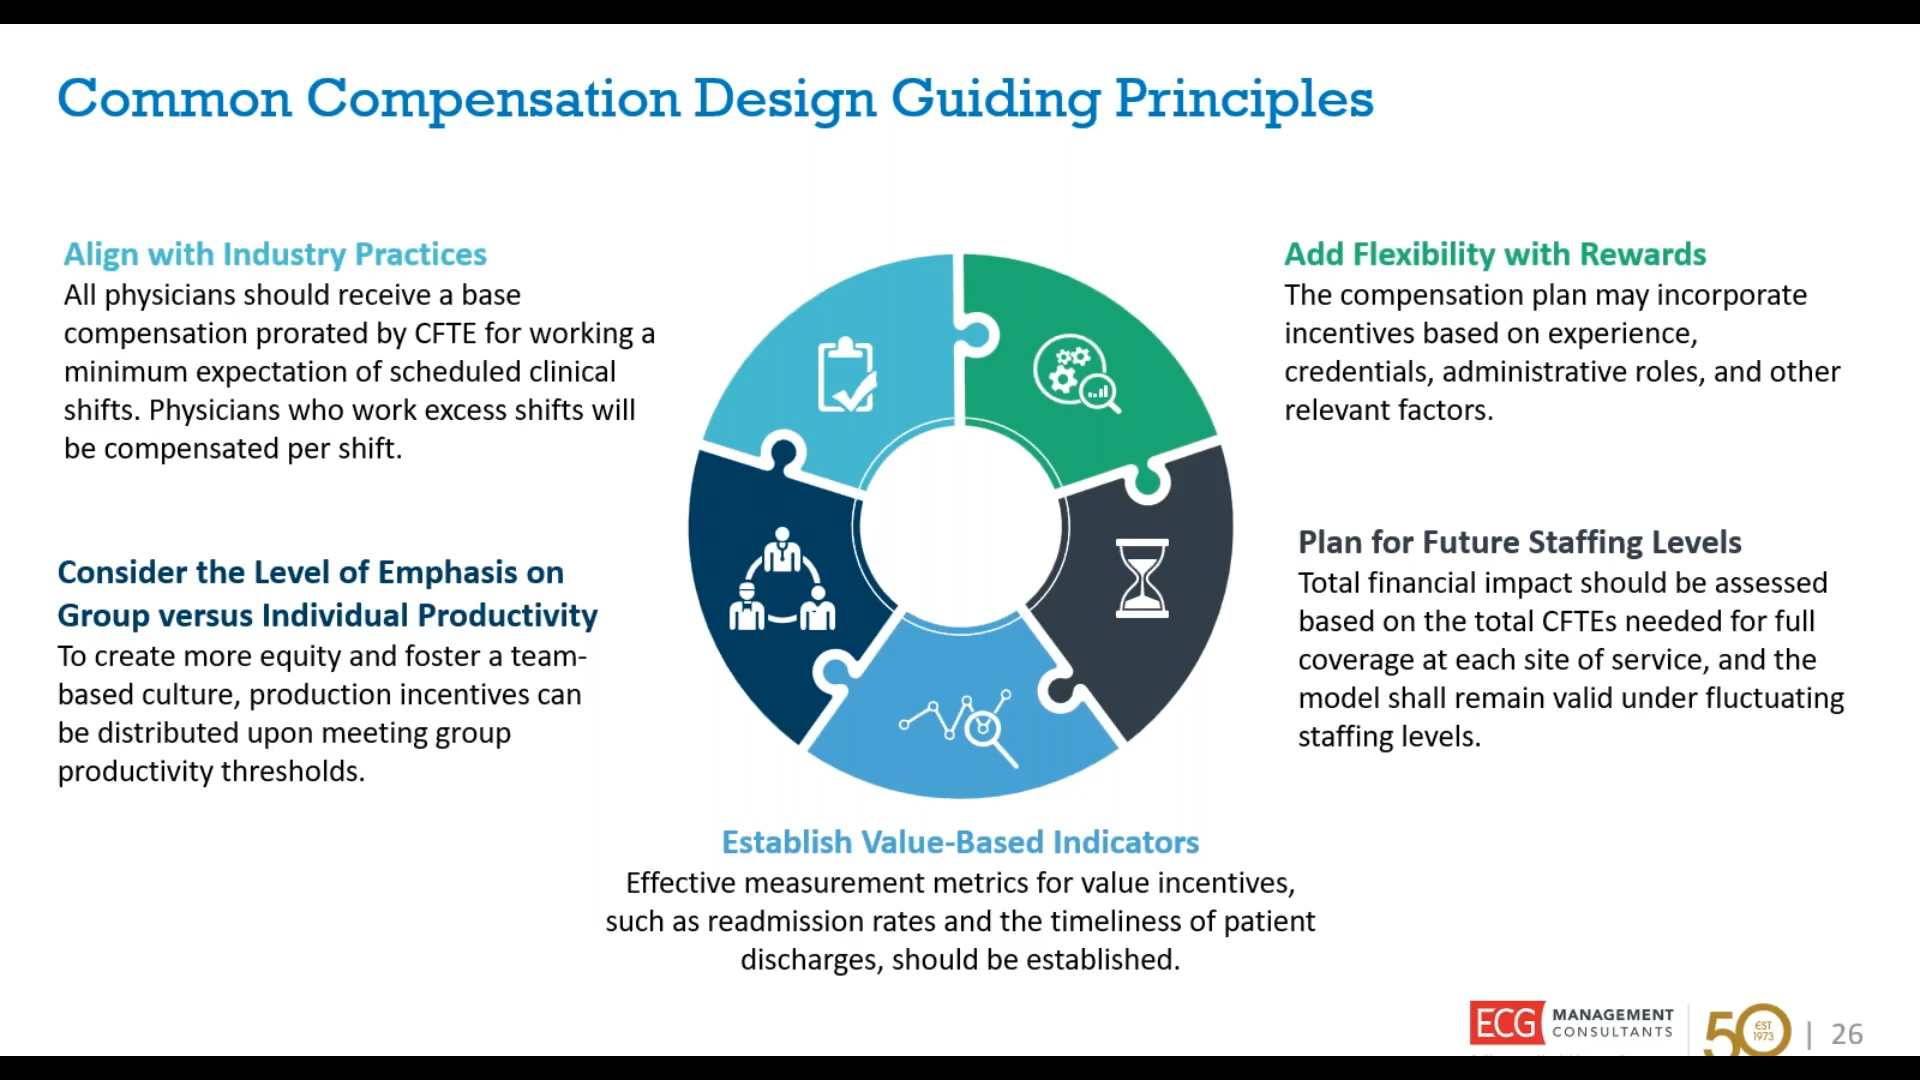 Common Compensation Design Guiding Principles
Align with Industry Practices
All physicians should receive a base
compensation prorated by CFTE for working a
minimum expectation of scheduled clinical
shifts. Physicians who work excess shifts will
be compensated per shift.
Add Flexibility with Rewards
The compensation plan may incorporate
incentives based on experience,
credentials, administrative roles, and other
relevant factors.
Consider the Level of Emphasis on
Group versus Individual Productivity
To create more equity and foster a team-
based culture, production incentives can
be distributed upon meeting group
productivity thresholds.
Plan for Future Staffing Levels
Total financial impact should be assessed
based on the total CFTEs needed for full
coverage at each site of service, and the
model shall remain valid under fluctuating
staffing levels.
Establish Value-Based Indicators
Effective measurement metrics for value incentives,
such as readmission rates and the timeliness of patient
discharges, should be established.
ECG MANAGEMENT
CONSULTANTS
50 EST
1973
| 26